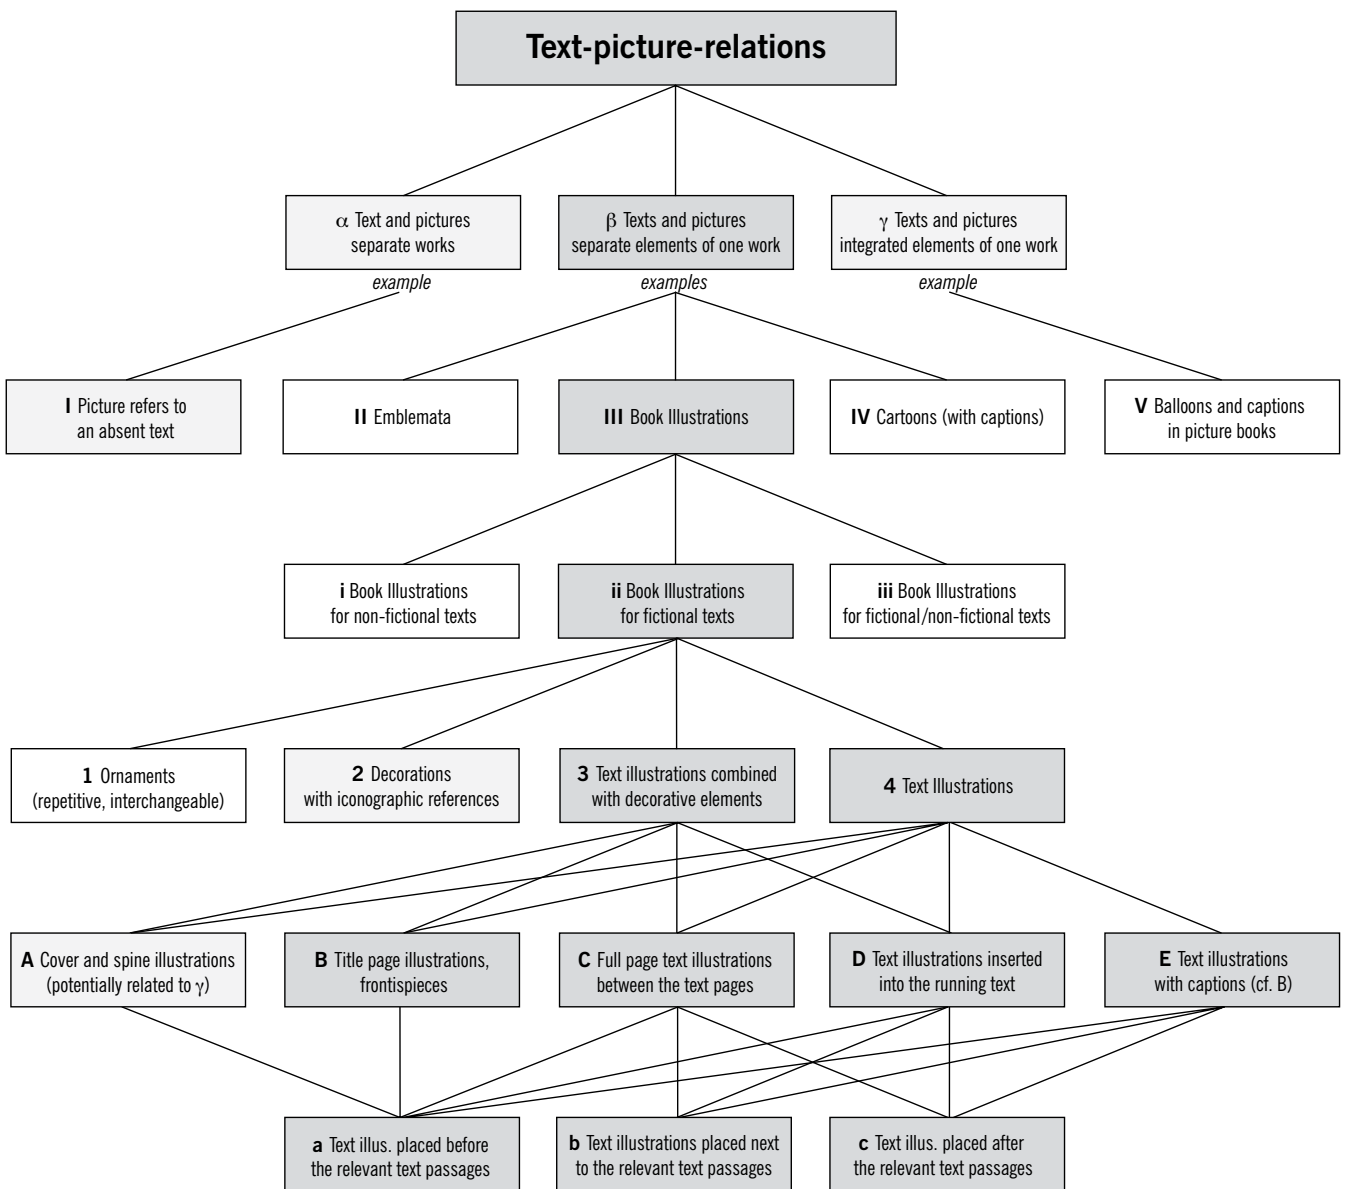 Text-picture-relations
α Text and pictures
separate works
β Texts and pictures
separate elements of one work
γ Texts and pictures
integrated elements of one work
example
examples
example
I Picture refers to
an absent text
II Emblemata
III Book Illustrations
IV Cartoons (with captions)
V Balloons and captions
in picture books
i Book Illustrations
for non-fictional texts
ii Book Illustrations
for fictional texts
iii Book Illustrations
for fictional/non-fictional texts
1 Ornaments
(repetitive, interchangeable)
2 Decorations
with iconographic references
3 Text illustrations combined
with decorative elements
4 Text Illustrations
A Cover and spine illustrations
(potentially related to γ)
B Title page illustrations,
frontispieces
C Full page text illustrations
between the text pages
D Text illustrations inserted
into the running text
E Text illustrations
with captions (cf. B)
a Text illus. placed before
the relevant text passages
b Text illustrations placed next
to the relevant text passages
c Text illus. placed after
the relevant text passages